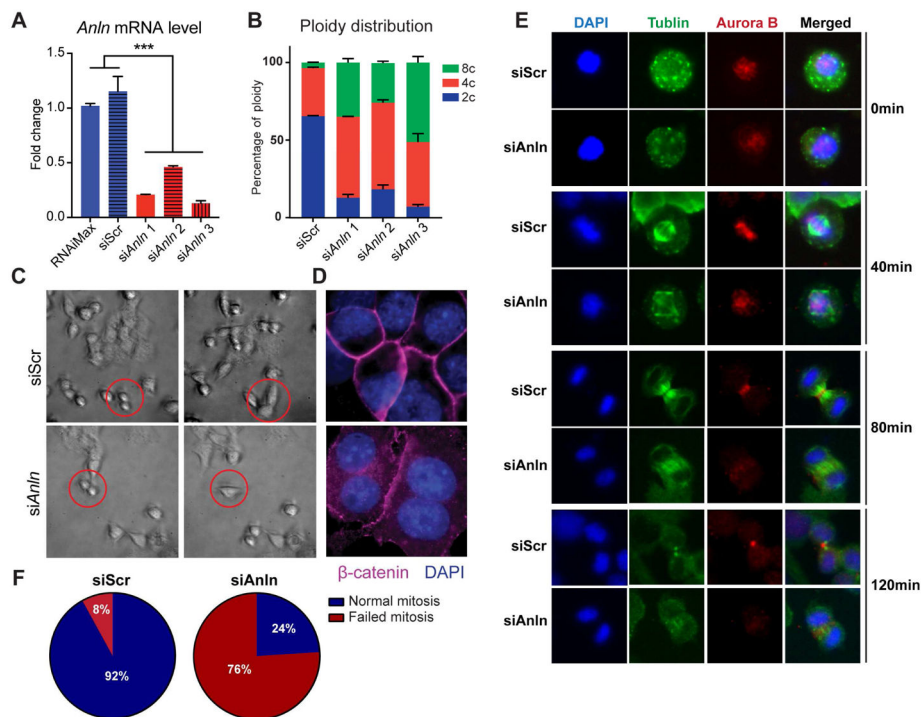 A
Anln mRNA level
***
Fold change
1.5
1.0
0.5
0.0
RNAiMax
siScr
siAnln 1
siAnln 2
siAnln 3
B
Ploidy distribution
Percentage of ploidy
100
50
0
8c
4c
2c
siScr
siAnln 1
siAnln 2
siAnln 3
C
D
siScr
siAnln
β-catenin DAPI
E
DAPI Tublin Aurora B Merged
siScr
siAnln
0min
siScr
siAnln
40min
siScr
siAnln
80min
siScr
siAnln
120min
F
siScr
8%
92%
siAnln
24%
76%
Normal mitosis
Failed mitosis